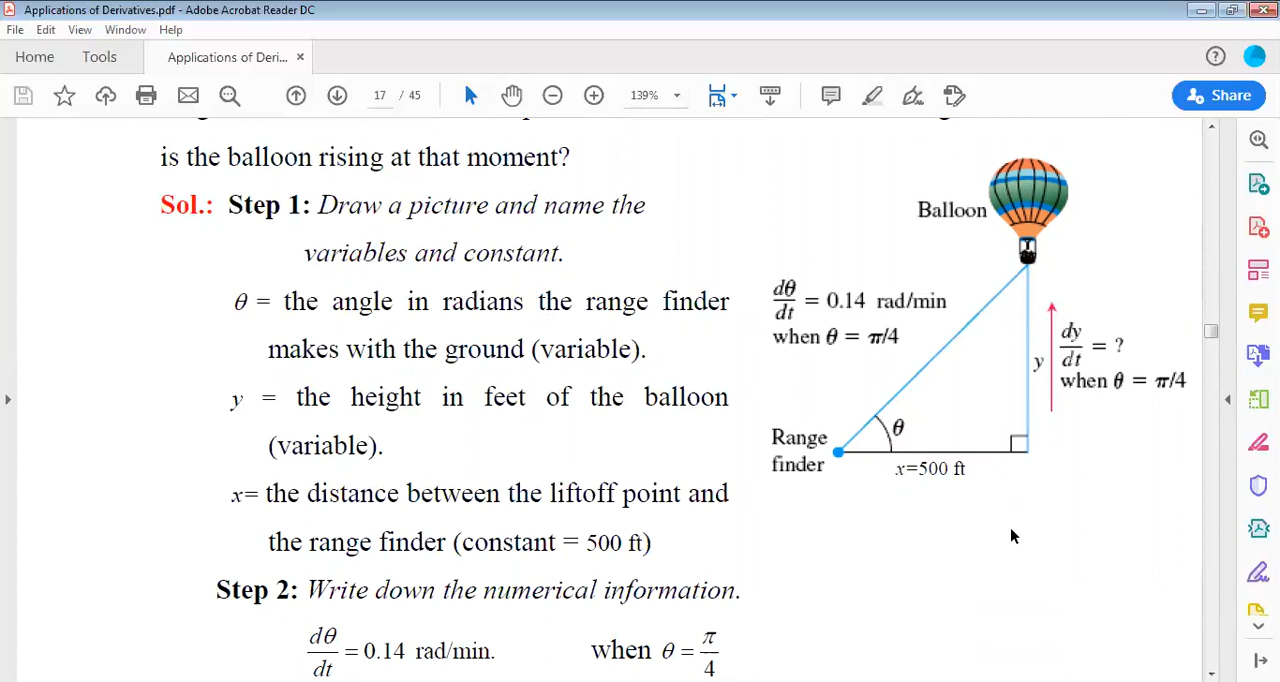 Applications of Derivatives.pdf - Adobe Acrobat Reader DC
File Edit View Window Help
Home Tools Applications of Deri... ×
17 / 45 139% Share
is the balloon rising at that moment?
Sol.: Step 1: Draw a picture and name the
variables and constant.
θ = the angle in radians the range finder
makes with the ground (variable).
y = the height in feet of the balloon
(variable).
x= the distance between the liftoff point and
the range finder (constant = 500 ft)
Step 2: Write down the numerical information.
dθ/dt = 0.14 rad/min. when θ = π/4
Balloon
dθ/dt = 0.14 rad/min
when θ = π/4
y
dy/dt = ?
when θ = π/4
θ
Range
finder
x=500 ft